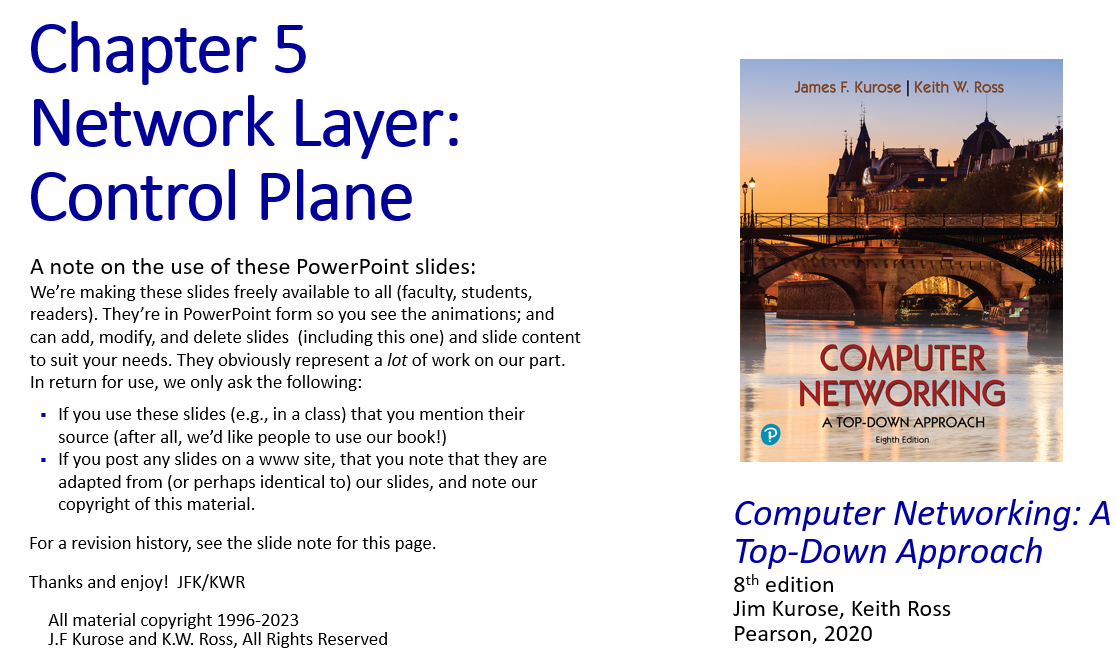 Chapter 5
Network Layer:
Control Plane
A note on the use of these PowerPoint slides:
We’re making these slides freely available to all (faculty, students,
readers). They’re in PowerPoint form so you see the animations; and
can add, modify, and delete slides  (including this one) and slide content
to suit your needs. They obviously represent a lot of work on our part.
In return for use, we only ask the following:
▪ If you use these slides (e.g., in a class) that you mention their
source (after all, we’d like people to use our book!)
▪ If you post any slides on a www site, that you note that they are
adapted from (or perhaps identical to) our slides, and note our
copyright of this material.
For a revision history, see the slide note for this page.
Thanks and enjoy!  JFK/KWR
All material copyright 1996-2023
J.F Kurose and K.W. Ross, All Rights Reserved
James F. Kurose | Keith W. Ross
COMPUTER
NETWORKING
A TOP-DOWN APPROACH
Eighth Edition
P
Computer Networking: A
Top-Down Approach
8th edition
Jim Kurose, Keith Ross
Pearson, 2020